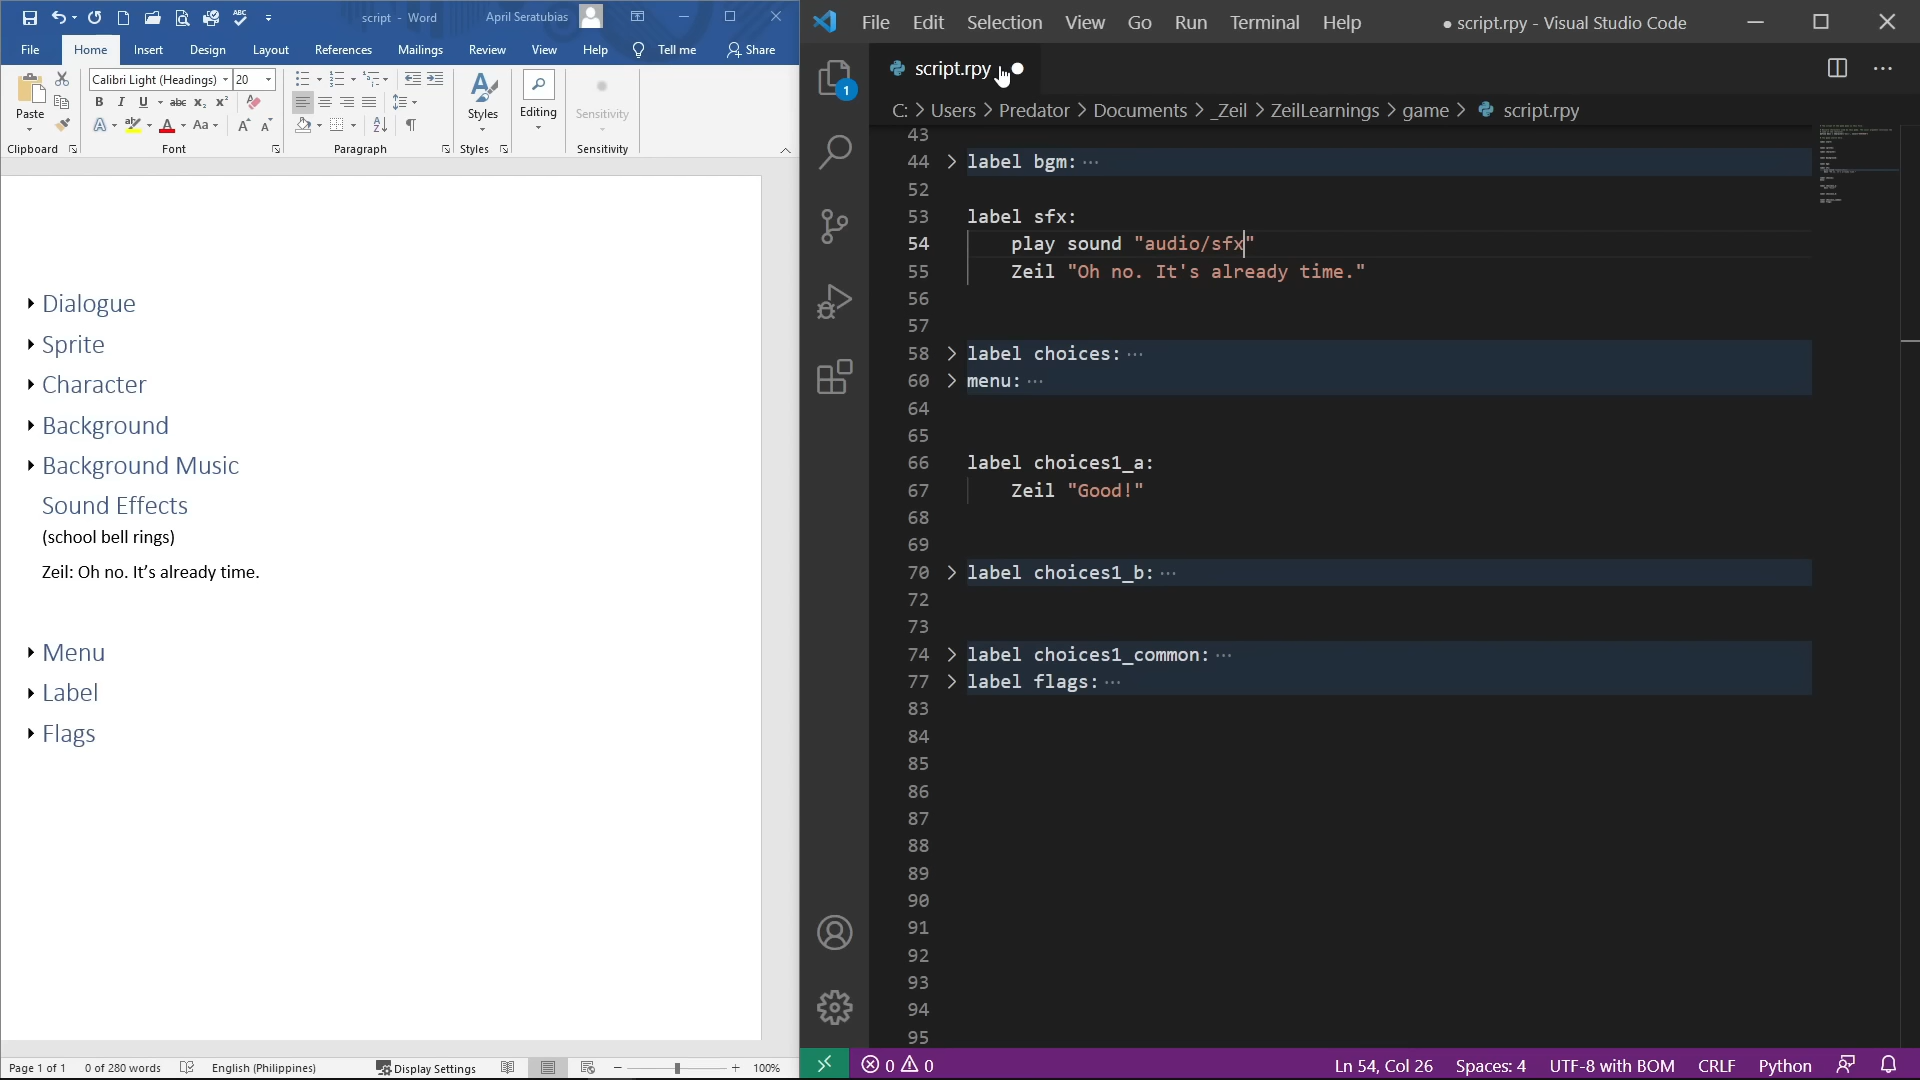 script - Word
April Seratubias
File Home Insert Design Layout References Mailings Review View Help Tell me Share
Paste
Calibri Light (Headings) 20
Styles
Editing
Sensitivity
Clipboard Font Paragraph Styles Sensitivity
Dialogue
Sprite
Character
Background
Background Music
Sound Effects
(school bell rings)
Zeil: Oh no. It’s already time.
Menu
Label
Flags
Page 1 of 1 0 of 280 words English (Philippines) Display Settings 100%
File Edit Selection View Go Run Terminal Help ● script.rpy - Visual Studio Code
1
script.rpy
C: > Users > Predator > Documents > _Zeil > ZeilLearnings > game > script.rpy
43
44 > label bgm: ···
52
53 label sfx:
54 play sound "audio/sfx"
55 Zeil "Oh no. It's already time."
56
57
58 > label choices: ···
60 > menu: ···
64
65
66 label choices1_a:
67 Zeil "Good!"
68
69
70 > label choices1_b: ···
72
73
74 > label choices1_common: ···
77 > label flags: ···
83
84
85
86
87
88
89
90
91
92
93
94
95
0 0 Ln 54, Col 26 Spaces: 4 UTF-8 with BOM CRLF Python